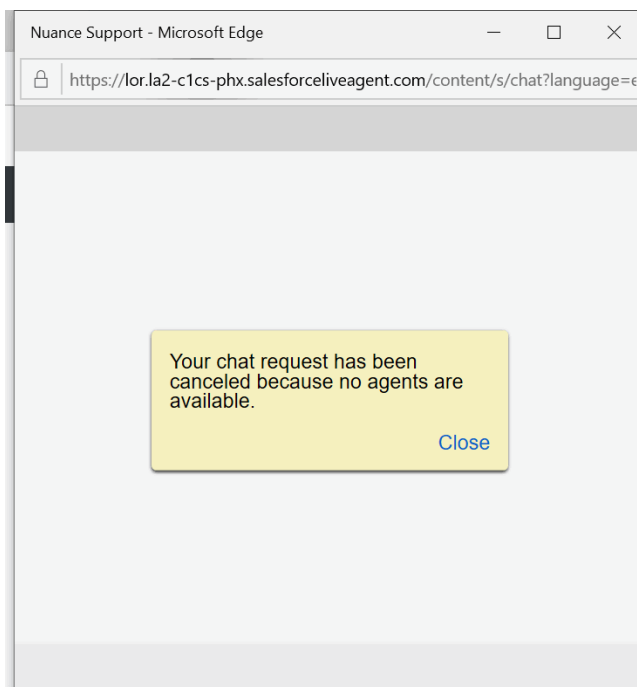 Nuance Support - Microsoft Edge
https://lor.la2-c1cs-phx.salesforceliveagent.com/content/s/chat?language=e
Your chat request has been
canceled because no agents are
available.
Close